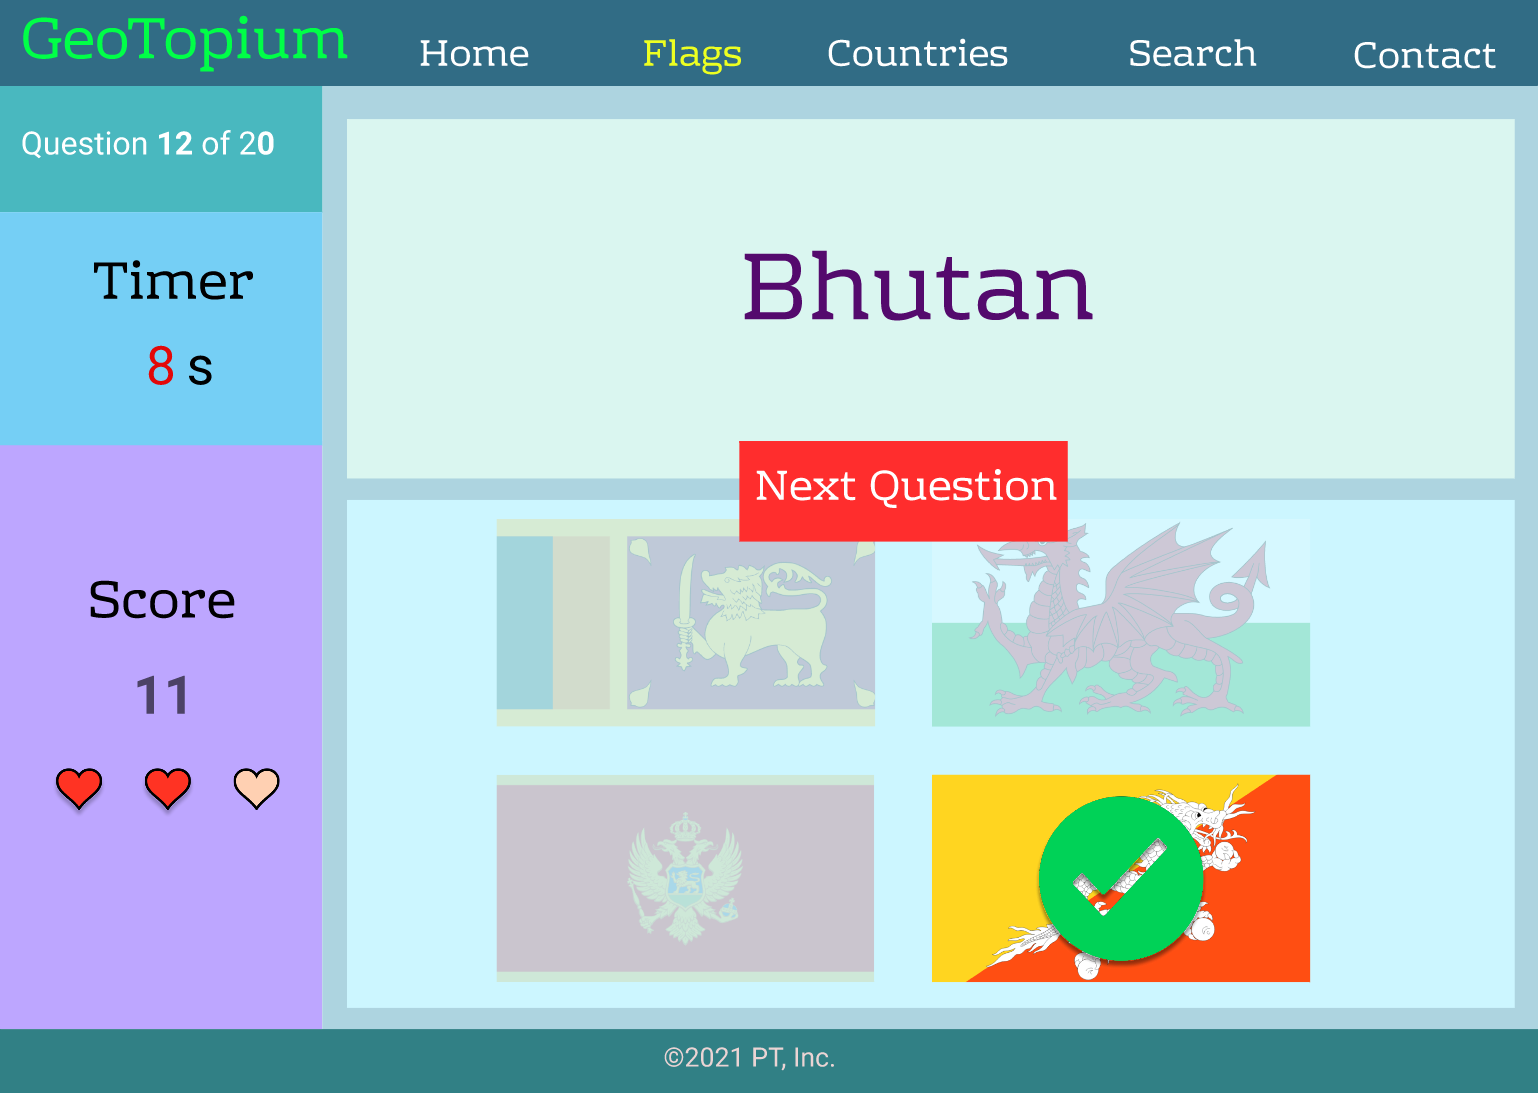 GeoTopium
Home
Flags
Countries
Search
Contact
Question 12 of 20
Timer
8 s
Score
11
Bhutan
Next Question
©2021 PT, Inc.